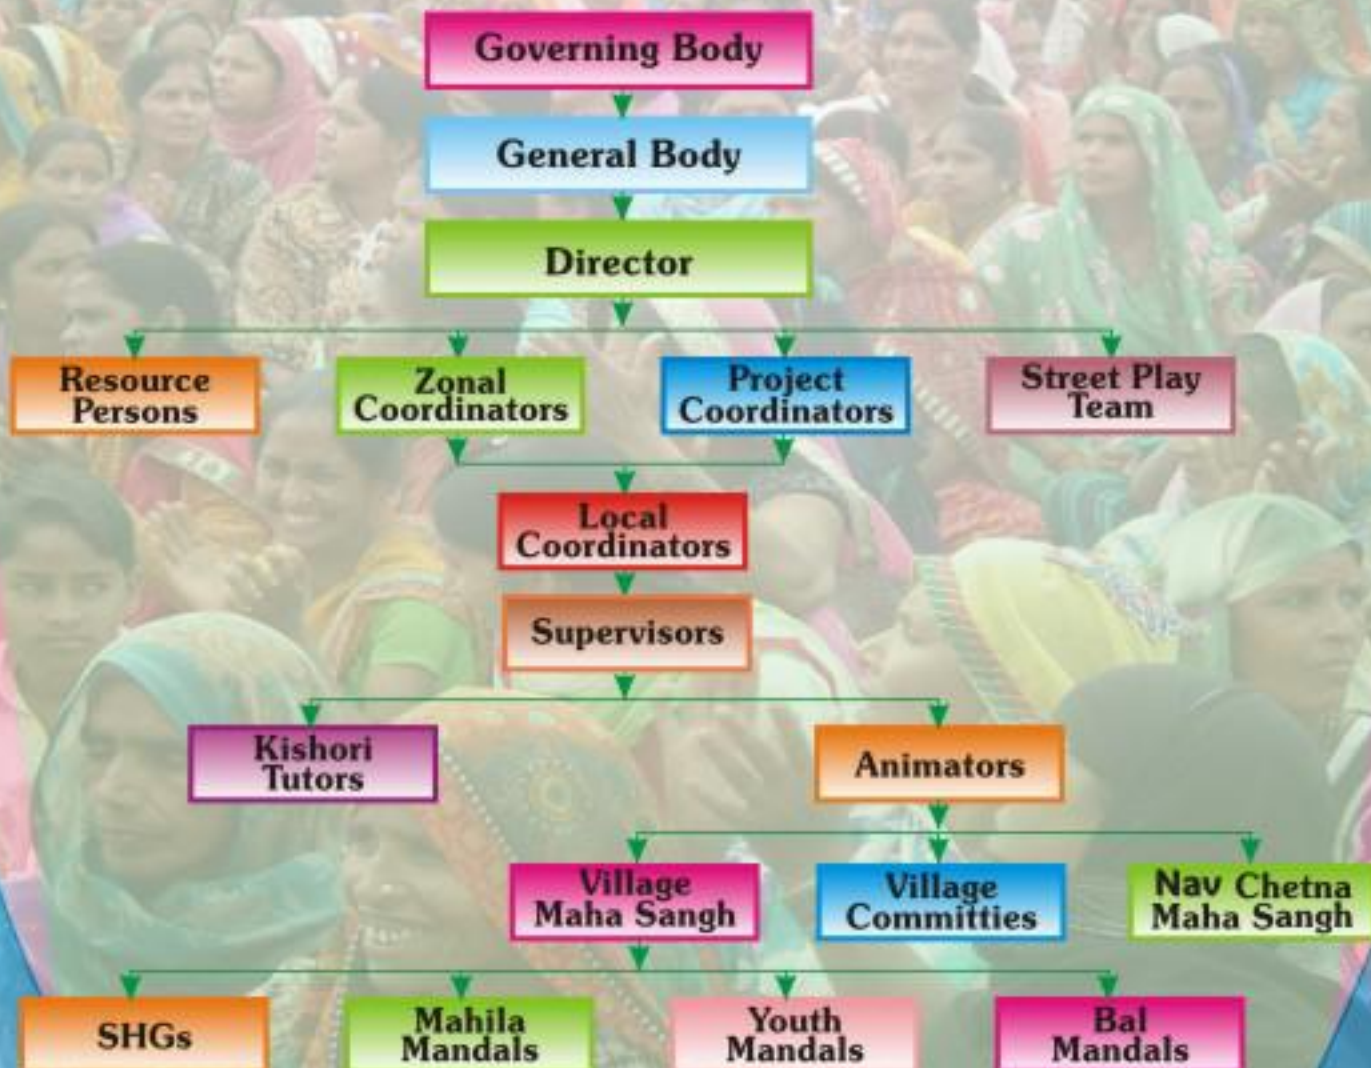 Governing Body
General Body
Director
Resource
Persons
Zonal
Coordinators
Project
Coordinators
Street Play
Team
Local
Coordinators
Supervisors
Kishori
Tutors
Animators
Village
Maha Sangh
Village
Committies
Nav Chetna
Maha Sangh
SHGs
Mahila
Mandals
Youth
Mandals
Bal
Mandals